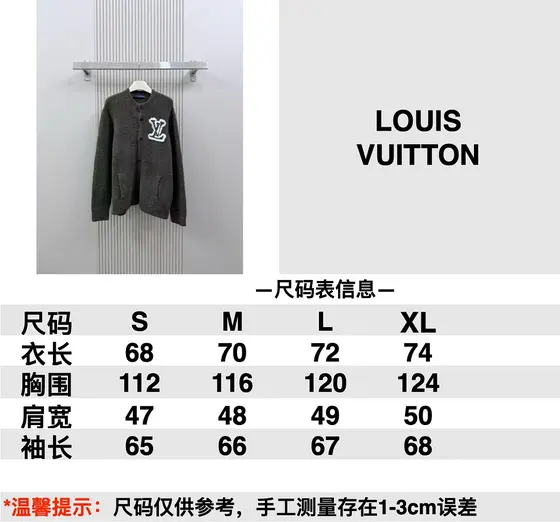 LV
LOUIS
VUITTON
—尺码表信息—
尺码 S M L XL
衣长 68 70 72 74
胸围 112 116 120 124
肩宽 47 48 49 50
袖长 65 66 67 68
*温馨提示：尺码仅供参考，手工测量存在1-3cm误差